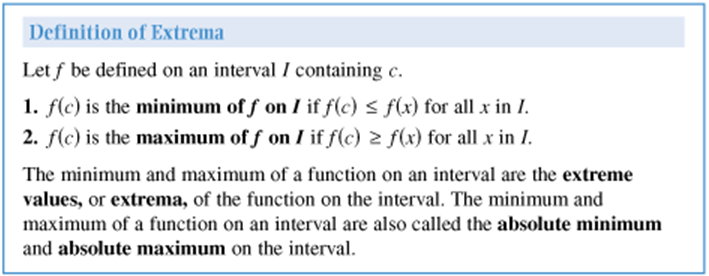 Definition of Extrema
Let f be defined on an interval I containing c.
1. f(c) is the minimum of f on I if f(c) ≤ f(x) for all x in I.
2. f(c) is the maximum of f on I if f(c) ≥ f(x) for all x in I.
The minimum and maximum of a function on an interval are the extreme
values, or extrema, of the function on the interval. The minimum and
maximum of a function on an interval are also called the absolute minimum
and absolute maximum on the interval.